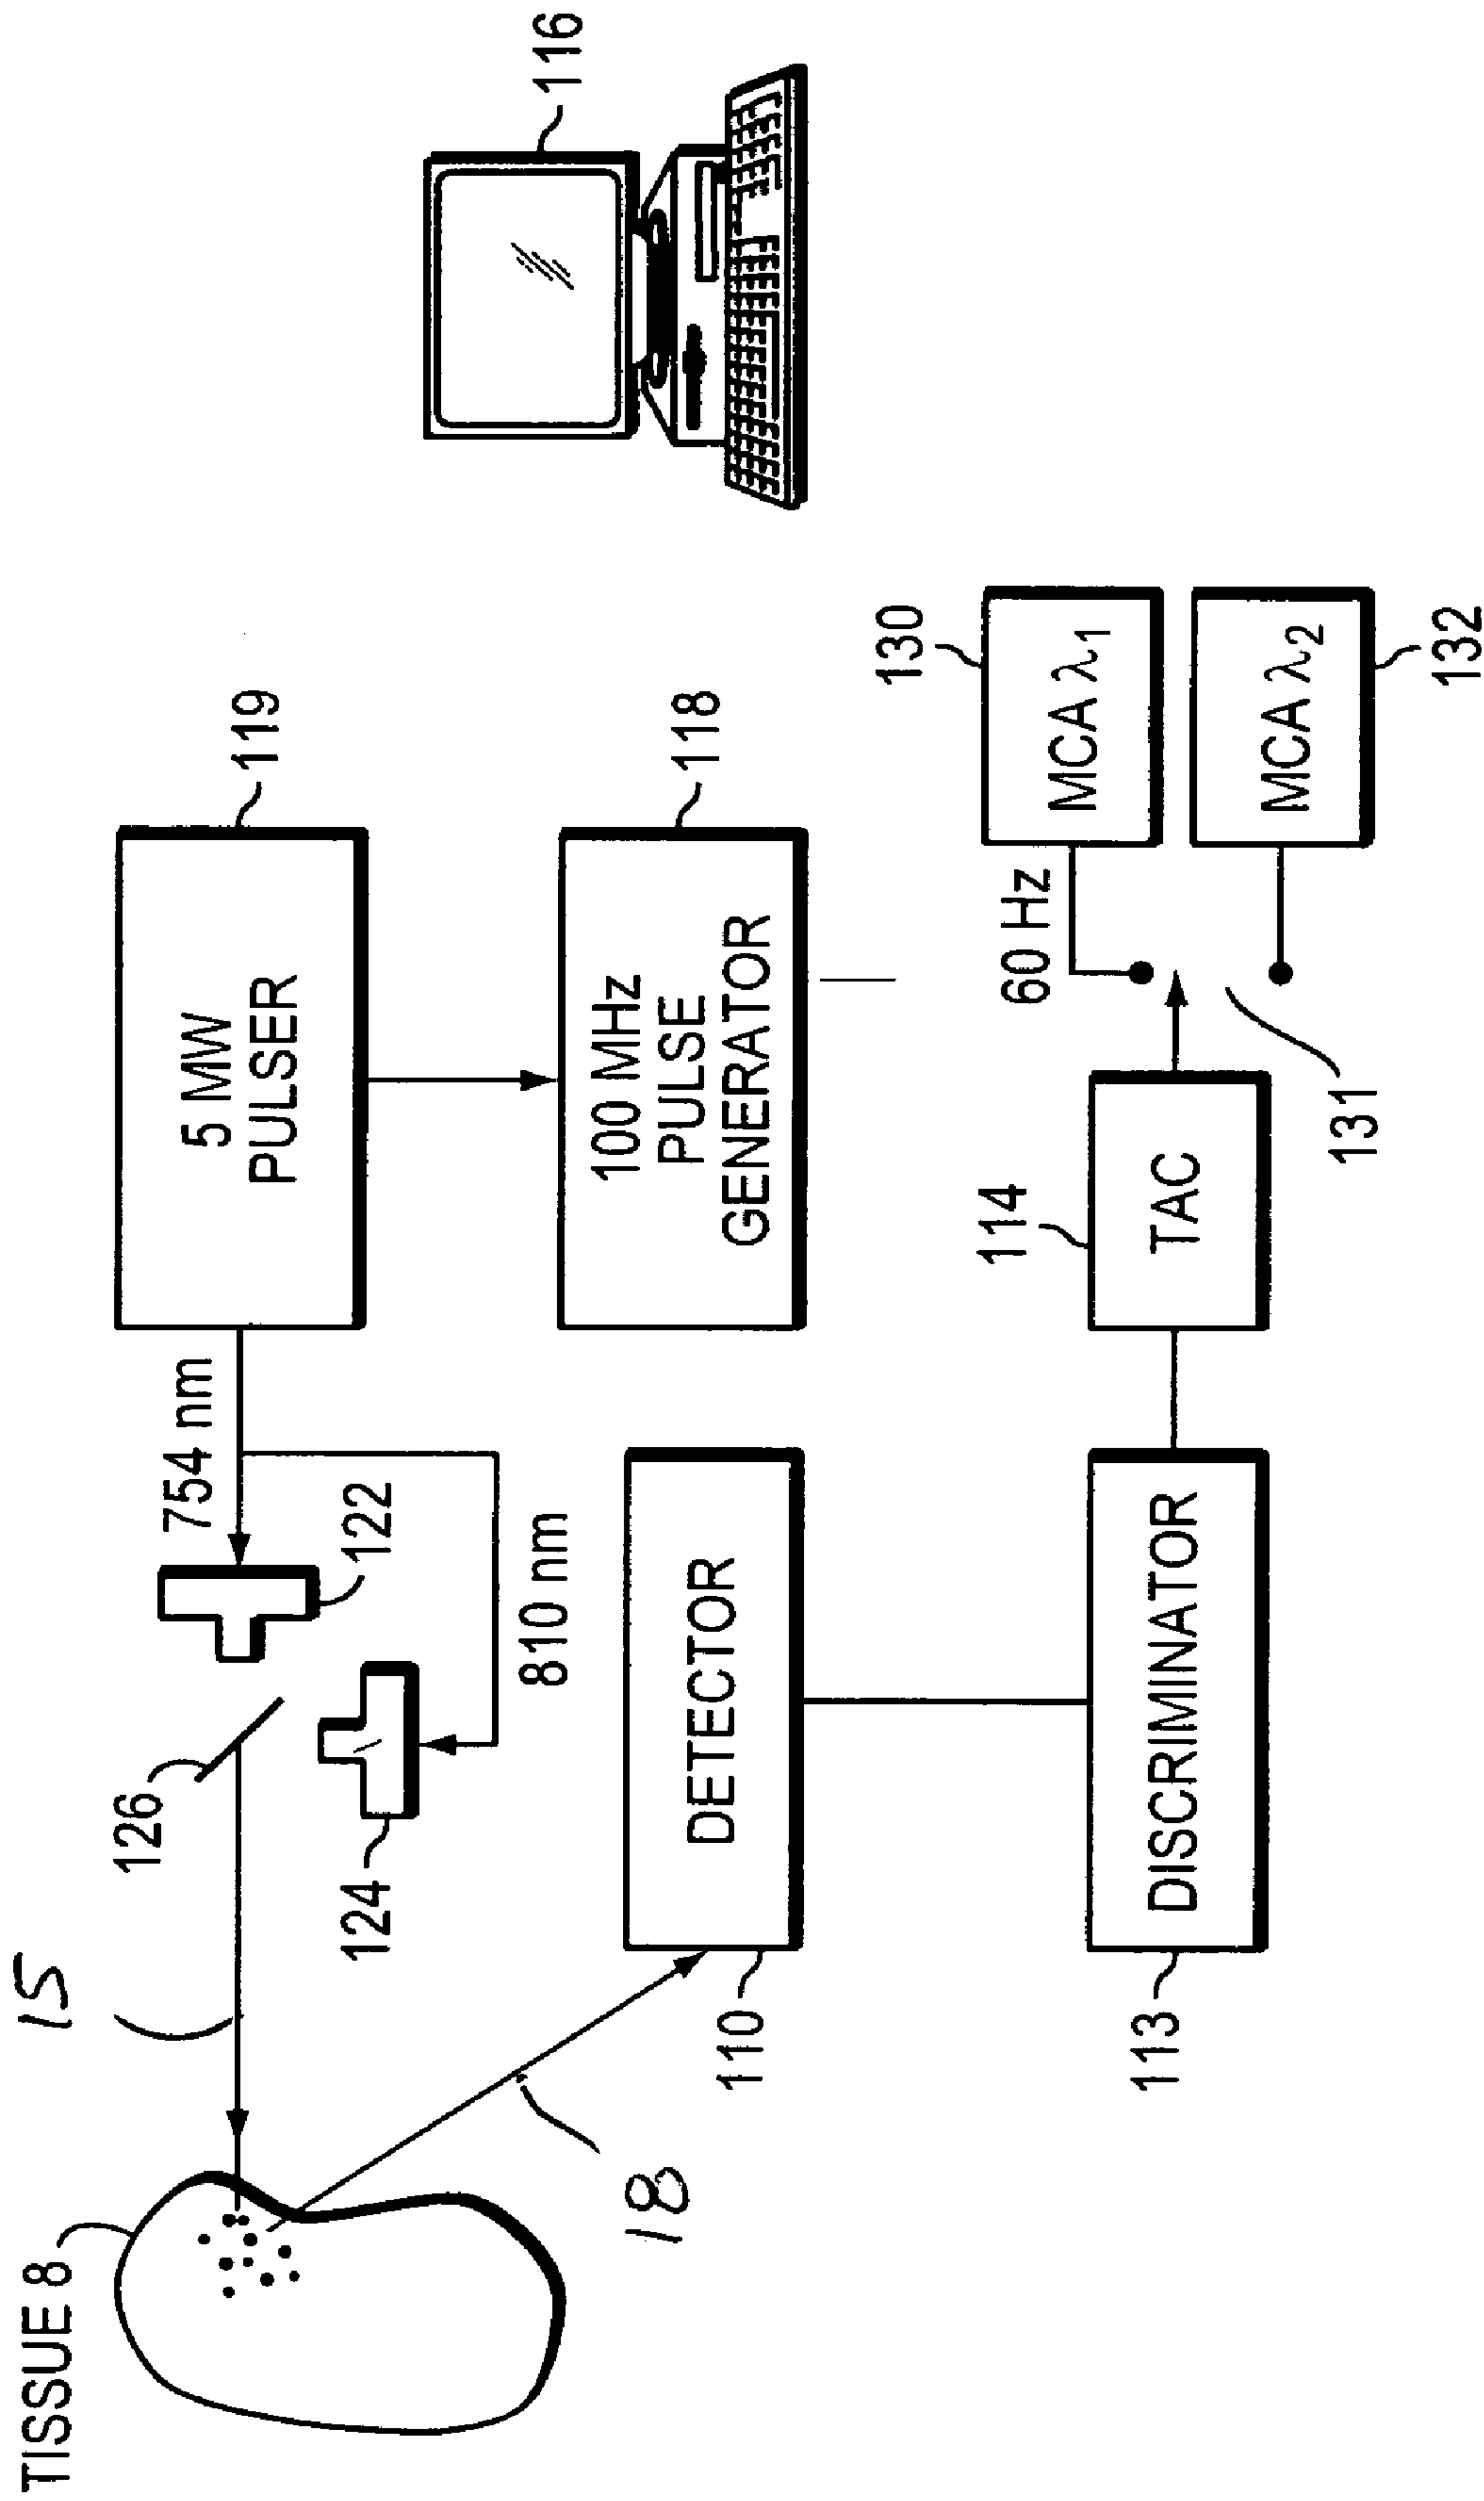 TISSUE 8
15
126
754 nm
122
5 MW
PULSER
119
116
124
810 nm
18
110
DETECTOR
100 MHz
PULSE
GENERATOR
118
113
DISCRIMINATOR
114
TAC
131
60 Hz
130
MCA λ1
MCA λ2
132